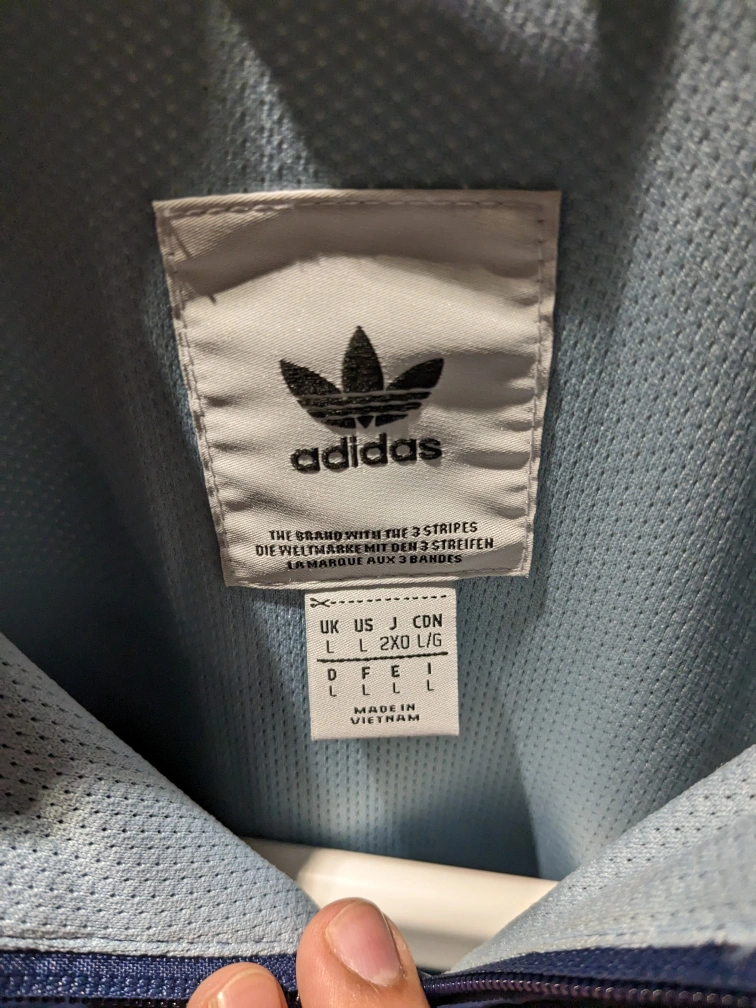 adidas
THE BRAND WITH THE 3 STRIPES
DIE WELTMARKE MIT DEN 3 STREIFEN
LA MARQUE AUX 3 BANDES
UK US J CDN
L L 2XO L/G
D F E I
L L L L
MADE IN
VIETNAM